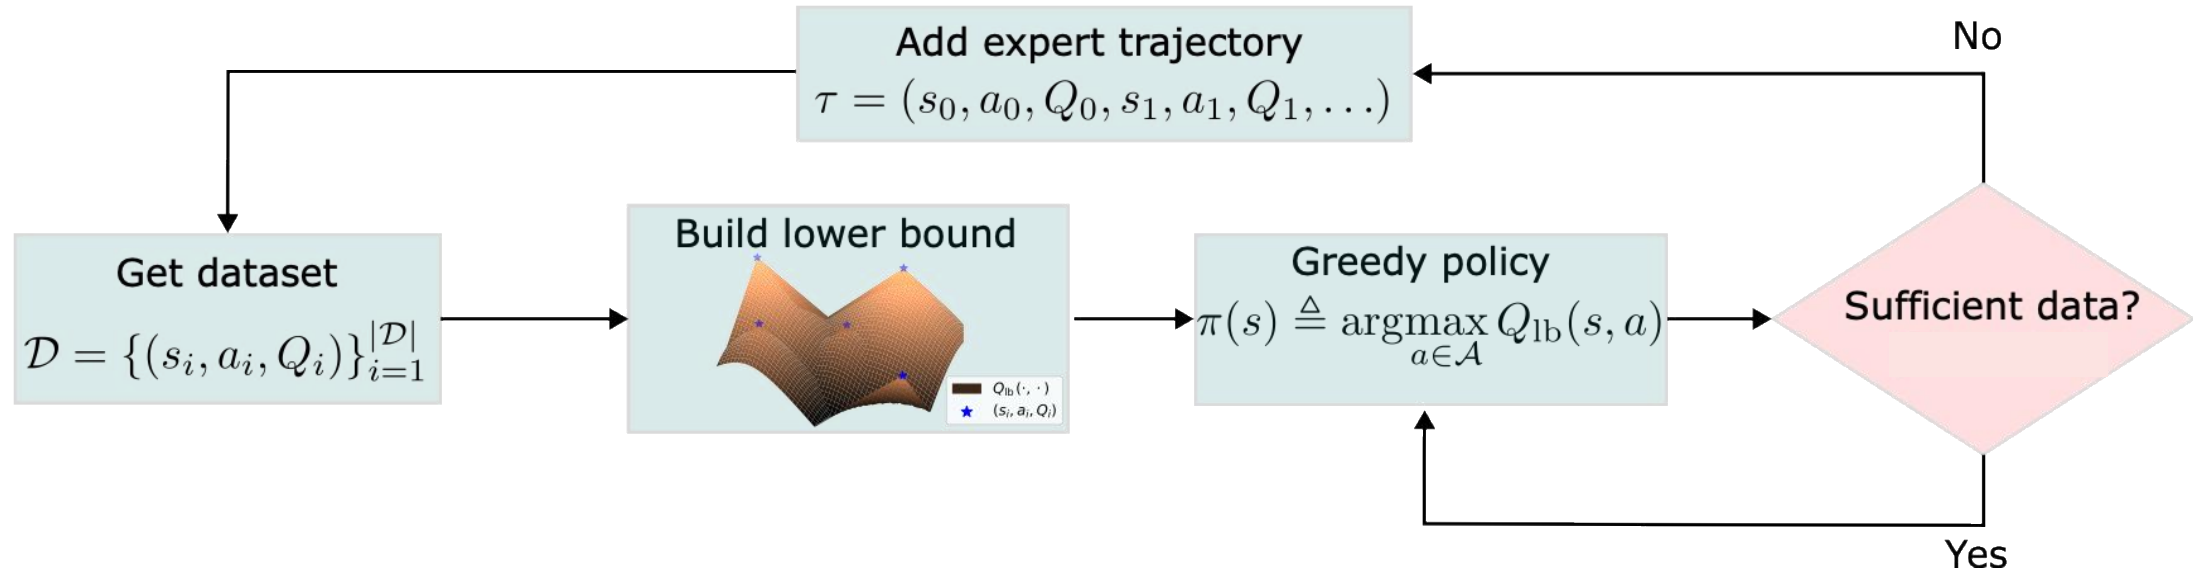 Add expert trajectory
τ = (s₀, a₀, Q₀, s₁, a₁, Q₁, . . .)
No
Get dataset
𝒟 = {(sᵢ, aᵢ, Qᵢ)}ᵢ₌₁^|𝒟|
Build lower bound
Q_lb(·, ·)
(sᵢ, aᵢ, Qᵢ)
Greedy policy
π(s) ≜ argmax Q_lb(s, a)
a∈𝒜
Sufficient data?
Yes